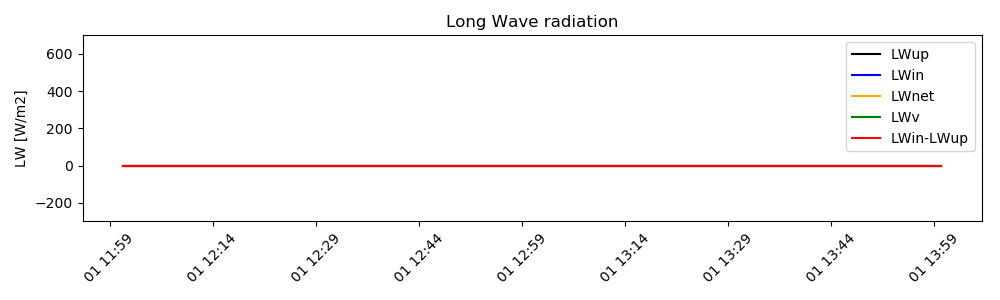 Long Wave radiation
LW [W/m2]
600
400
200
0
−200
LWup
LWin
LWnet
LWv
LWin-LWup
01 11:59
01 12:14
01 12:29
01 12:44
01 12:59
01 13:14
01 13:29
01 13:44
01 13:59